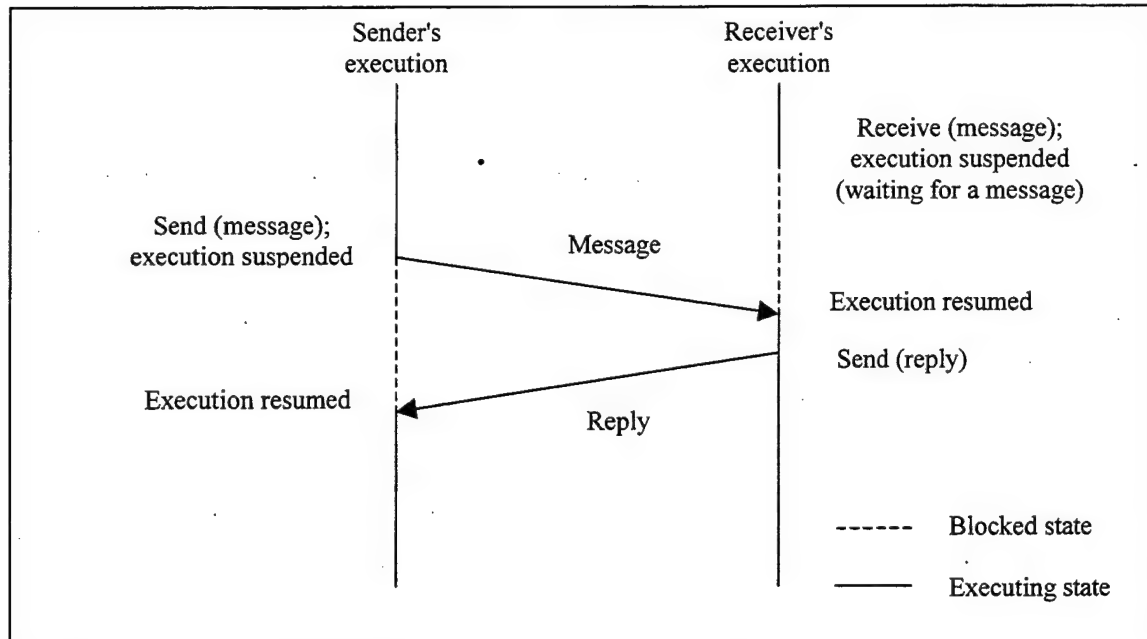 Sender's
execution
Receiver's
execution
Receive (message);
execution suspended
(waiting for a message)
Send (message);
execution suspended
Message
Execution resumed
Send (reply)
Execution resumed
Reply
Blocked state
Executing state